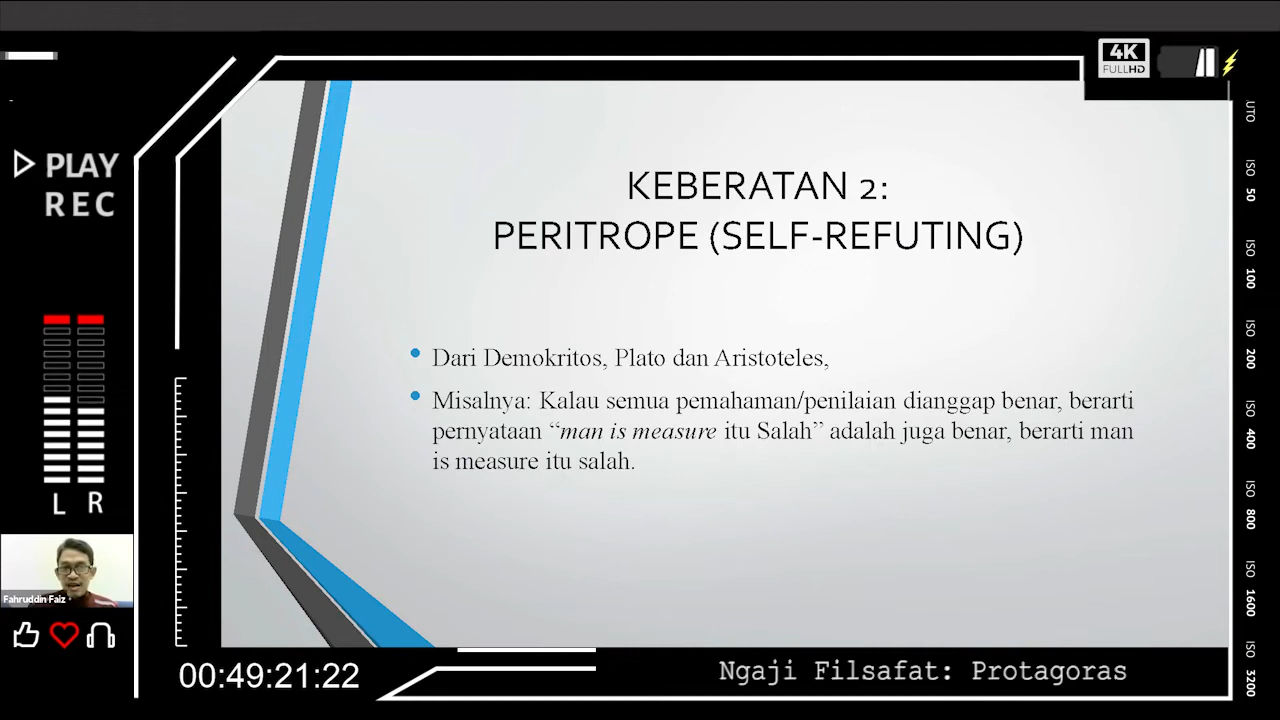 4K
FULLHD
PLAY
REC
KEBERATAN 2:
PERITROPE (SELF-REFUTING)
• Dari Demokritos, Plato dan Aristoteles,
• Misalnya: Kalau semua pemahaman/penilaian dianggap benar, berarti
pernyataan “man is measure itu Salah” adalah juga benar, berarti man
is measure itu salah.
L R
Fahruddin Faiz
00:49:21:22
Ngaji Filsafat: Protagoras
UTO
ISO 50
ISO 100
ISO 200
ISO 400
ISO 800
ISO 1600
ISO 3200